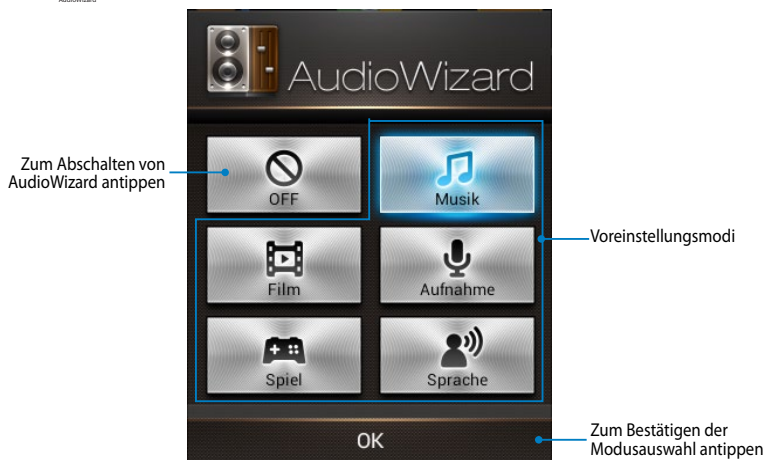 AudioWizard
AudioWizard
Zum Abschalten von
AudioWizard antippen
OFF
Musik
Voreinstellungsmodi
Film
Aufnahme
Spiel
Sprache
OK
Zum Bestätigen der
Modusauswahl antippen